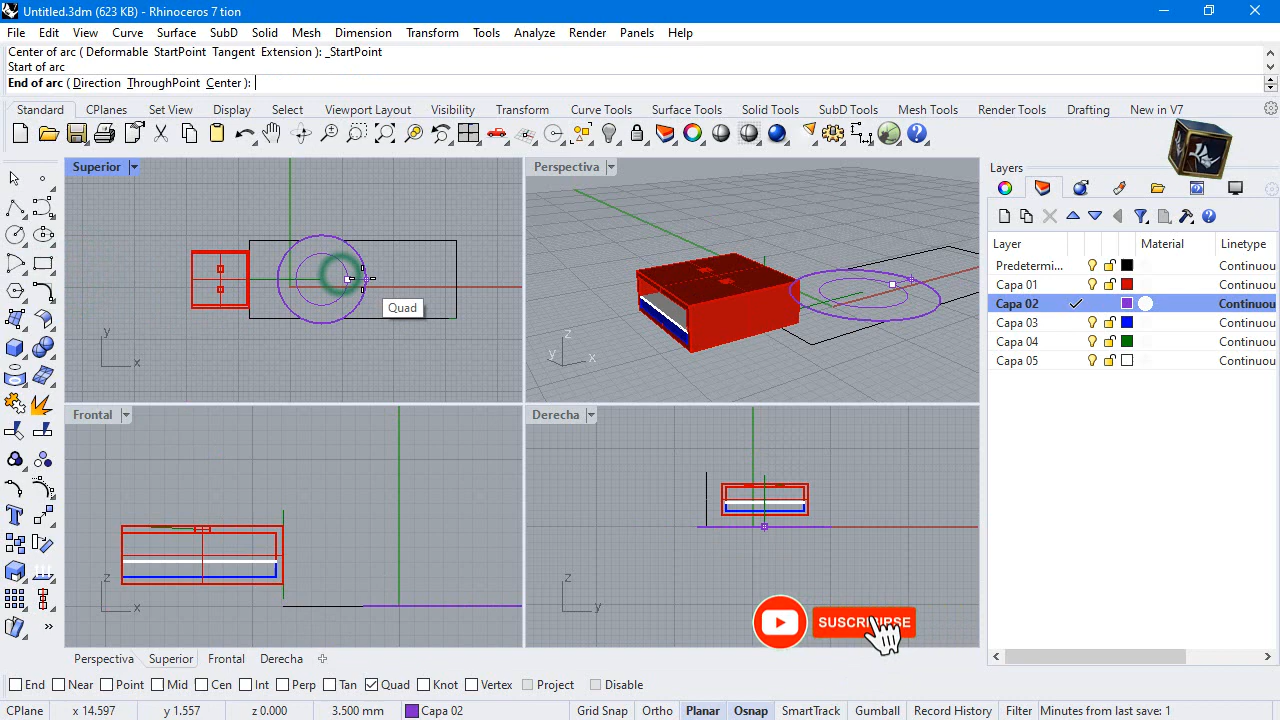 Untitled.3dm (623 KB) - Rhinoceros 7 tion
File Edit View Curve Surface SubD Solid Mesh Dimension Transform Tools Analyze Render Panels Help
Center of arc ( Deformable StartPoint Tangent Extension ): _StartPoint
Start of arc
End of arc ( Direction ThroughPoint Center ):
Standard CPlanes Set View Display Select Viewport Layout Visibility Transform Curve Tools Surface Tools Solid Tools SubD Tools Mesh Tools Render Tools Drafting New in V7
Superior
Perspectiva
Layers
Layer Material Linetype
Predetermi... Continuou
Capa 01 Continuou
Capa 02 Continuou
Capa 03 Continuou
Capa 04 Continuou
Capa 05 Continuou
Quad
y
x
z
y
x
Frontal
Derecha
z
x
z
y
SUSCRIBIRSE
Perspectiva Superior Frontal Derecha
End Near Point Mid Cen Int Perp Tan Quad Knot Vertex Project Disable
CPlane x 14.597 y 1.557 z 0.000 3.500 mm Capa 02 Grid Snap Ortho Planar Osnap SmartTrack Gumball Record History Filter Minutes from last save: 1